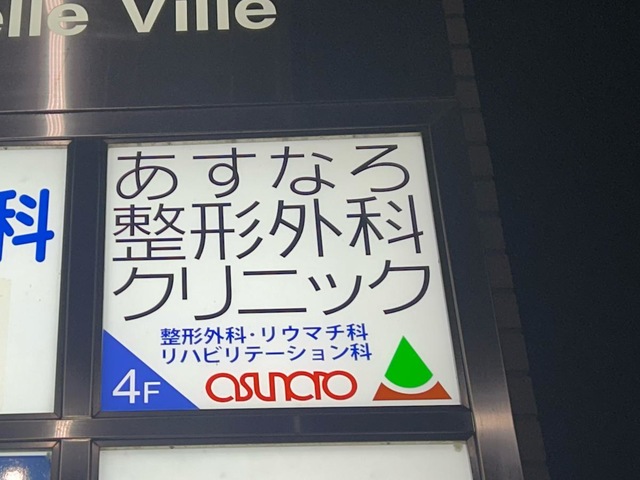 elle Ville
科
あすなろ
整形外科
クリニック
整形外科・リウマチ科
リハビリテーション科
4F
asunaro